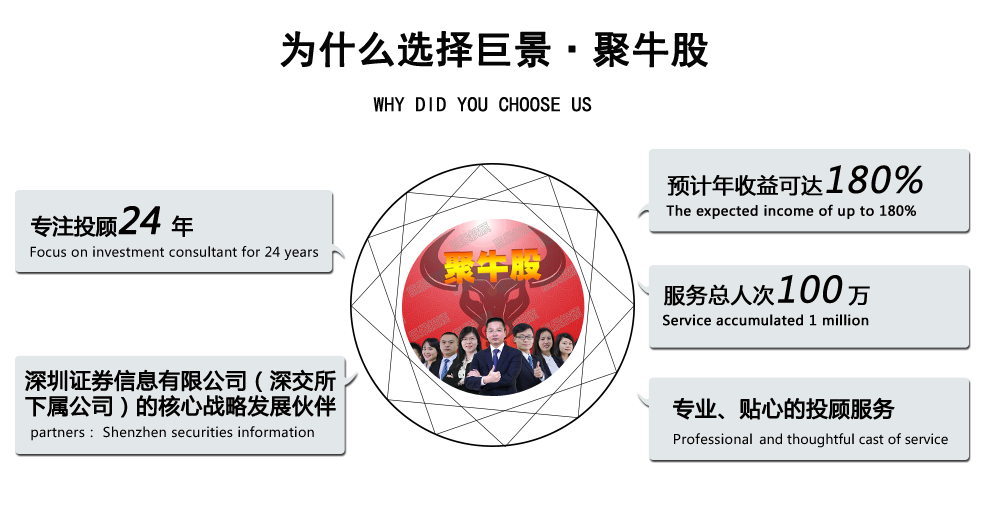 为什么选择巨景·聚牛股
WHY DID YOU CHOOSE US
专注投顾24 年
Focus on investment consultant for 24 years
深圳证券信息有限公司（深交所
下属公司）的核心战略发展伙伴
partners： Shenzhen securities information
聚牛股
预计年收益可达180%
The expected income of up to 180%
服务总人次100 万
Service accumulated 1 million
专业、贴心的投顾服务
Professional and thoughtful cast of service